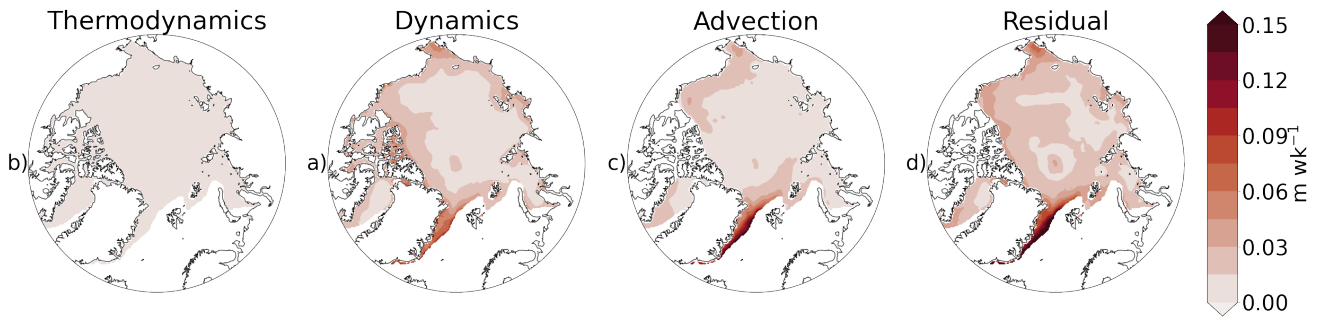 Thermodynamics
Dynamics
Advection
Residual
b)
a)
c)
d)
0.15
0.12
0.09
0.06
0.03
0.00
m wk⁻¹